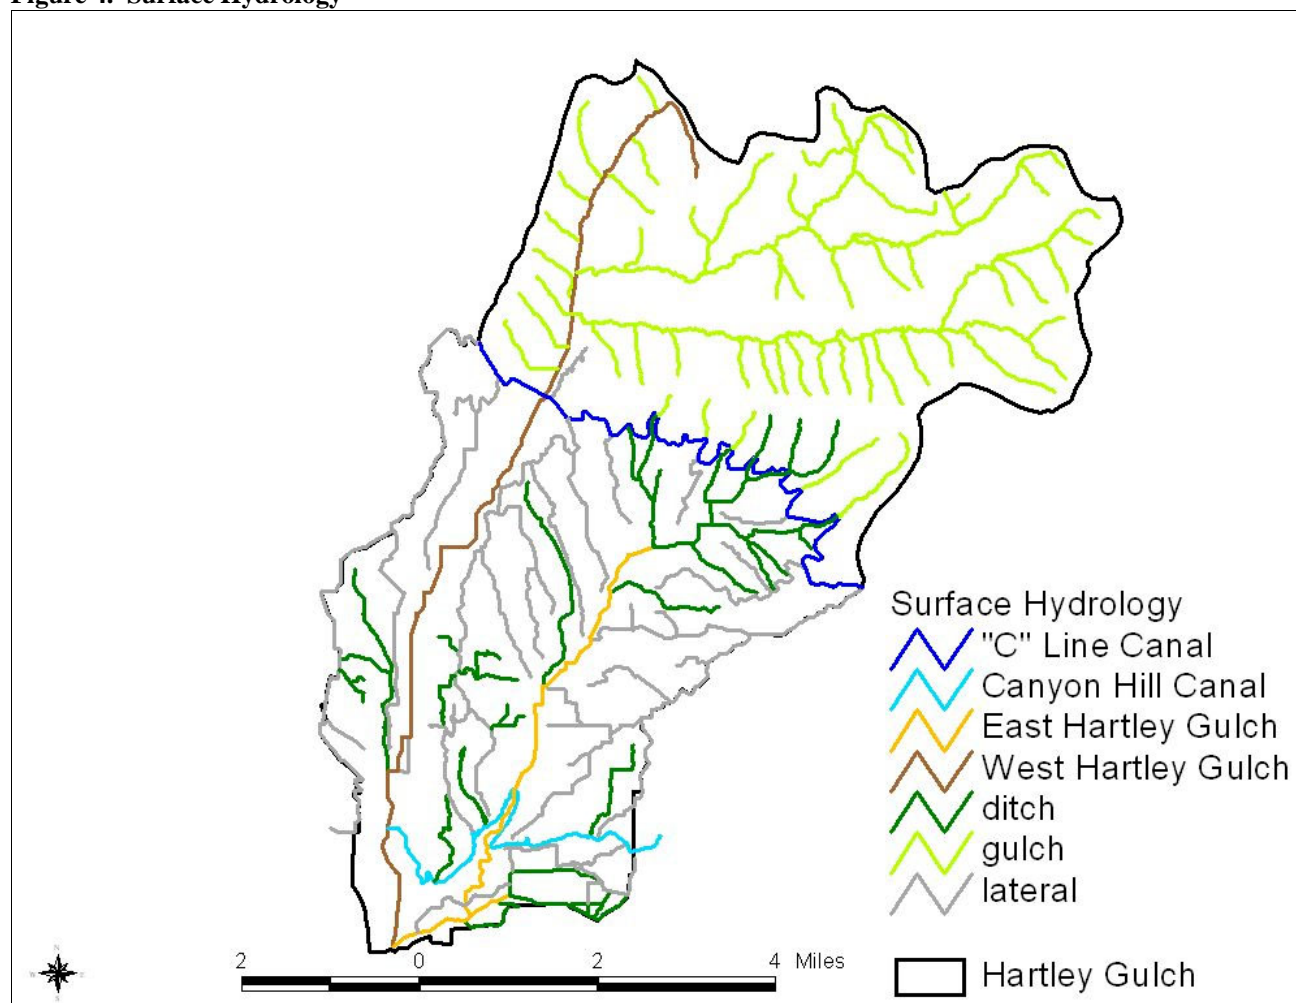 Figure 4. Surface Hydrology
Surface Hydrology
"C" Line Canal
Canyon Hill Canal
East Hartley Gulch
West Hartley Gulch
ditch
gulch
lateral
Hartley Gulch
2 0 2 4 Miles
N
W E
S